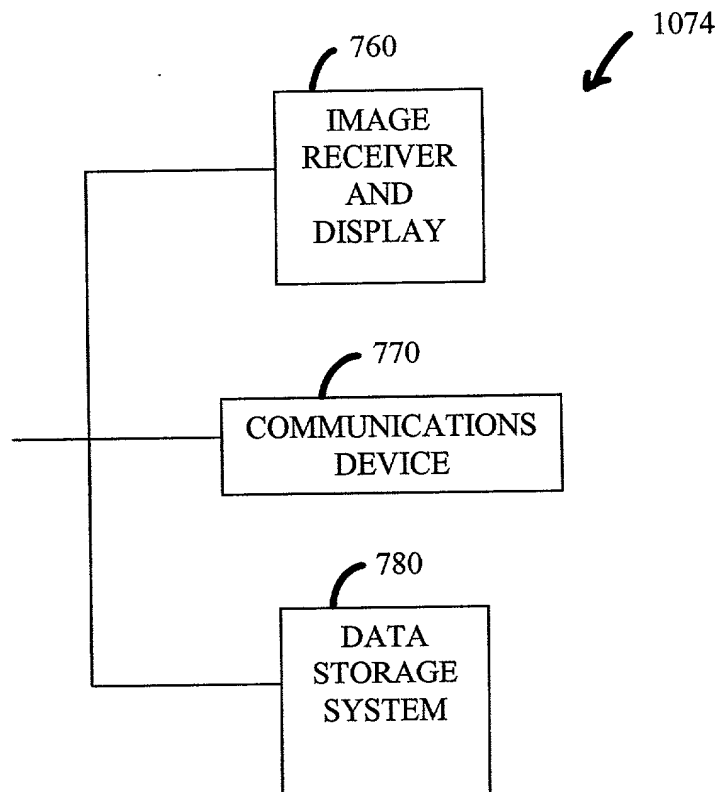 1074
760
IMAGE
RECEIVER
AND
DISPLAY
770
COMMUNICATIONS
DEVICE
780
DATA
STORAGE
SYSTEM